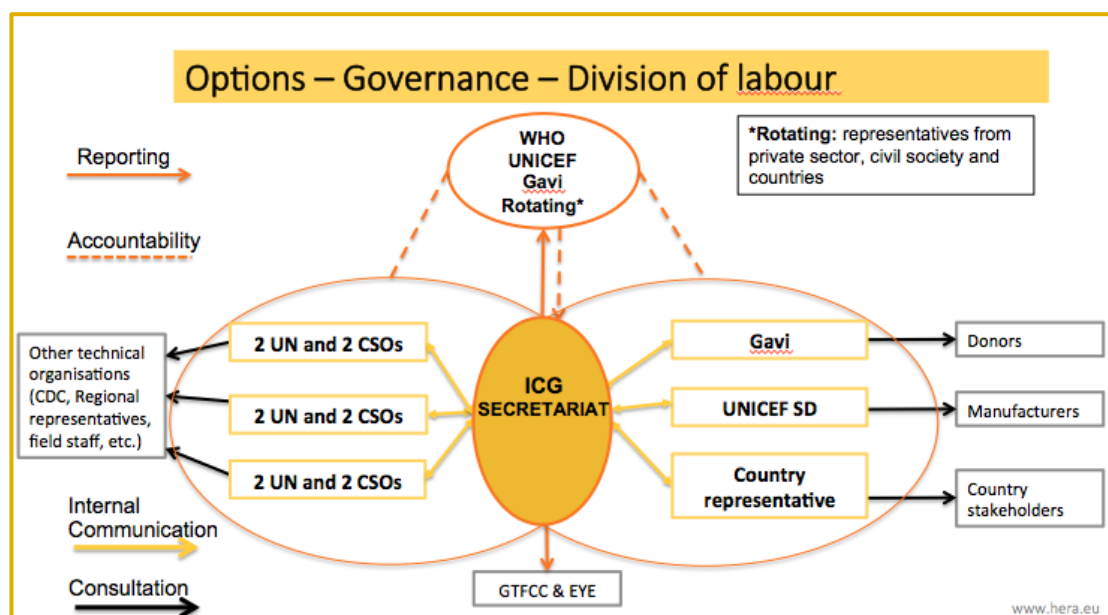 Options – Governance – Division of labour
Reporting
WHO
UNICEF
Gavi
Rotating*
*Rotating: representatives from
private sector, civil society and
countries
Accountability
Other technical
organisations
(CDC, Regional
representatives,
field staff, etc.)
2 UN and 2 CSOs
2 UN and 2 CSOs
2 UN and 2 CSOs
ICG
SECRETARIAT
Gavi
UNICEF SD
Country
representative
Donors
Manufacturers
Country
stakeholders
Internal
Communication
Consultation
GTFCC & EYE
www.hera.eu